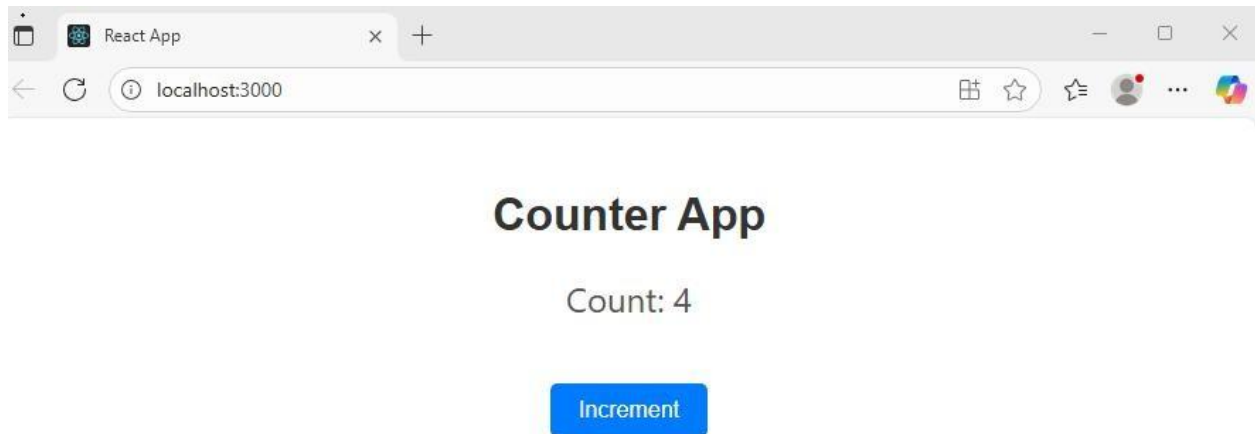 React App
localhost:3000
Counter App
Count: 4
Increment